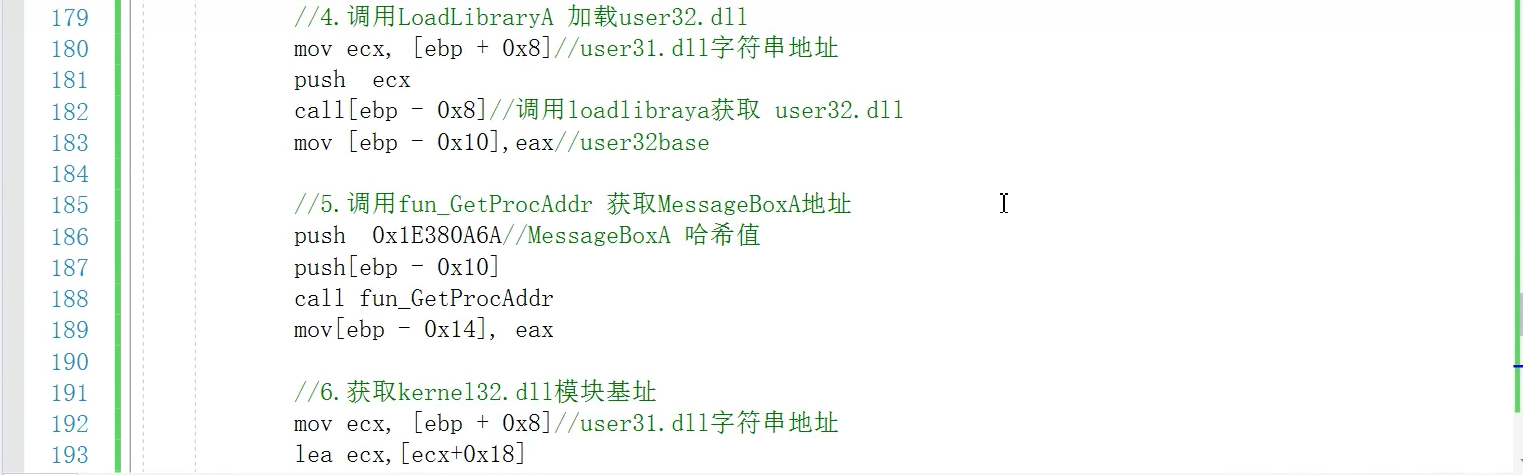 179 //4.调用LoadLibraryA 加载user32.dll
180 mov ecx, [ebp + 0x8]//user31.dll字符串地址
181 push  ecx
182 call[ebp - 0x8]//调用loadlibraya获取 user32.dll
183 mov [ebp - 0x10],eax//user32base
184
185 //5.调用fun_GetProcAddr 获取MessageBoxA地址
186 push  0x1E380A6A//MessageBoxA 哈希值
187 push[ebp - 0x10]
188 call fun_GetProcAddr
189 mov[ebp - 0x14], eax
190
191 //6.获取kernel32.dll模块基址
192 mov ecx, [ebp + 0x8]//user31.dll字符串地址
193 lea ecx,[ecx+0x18]